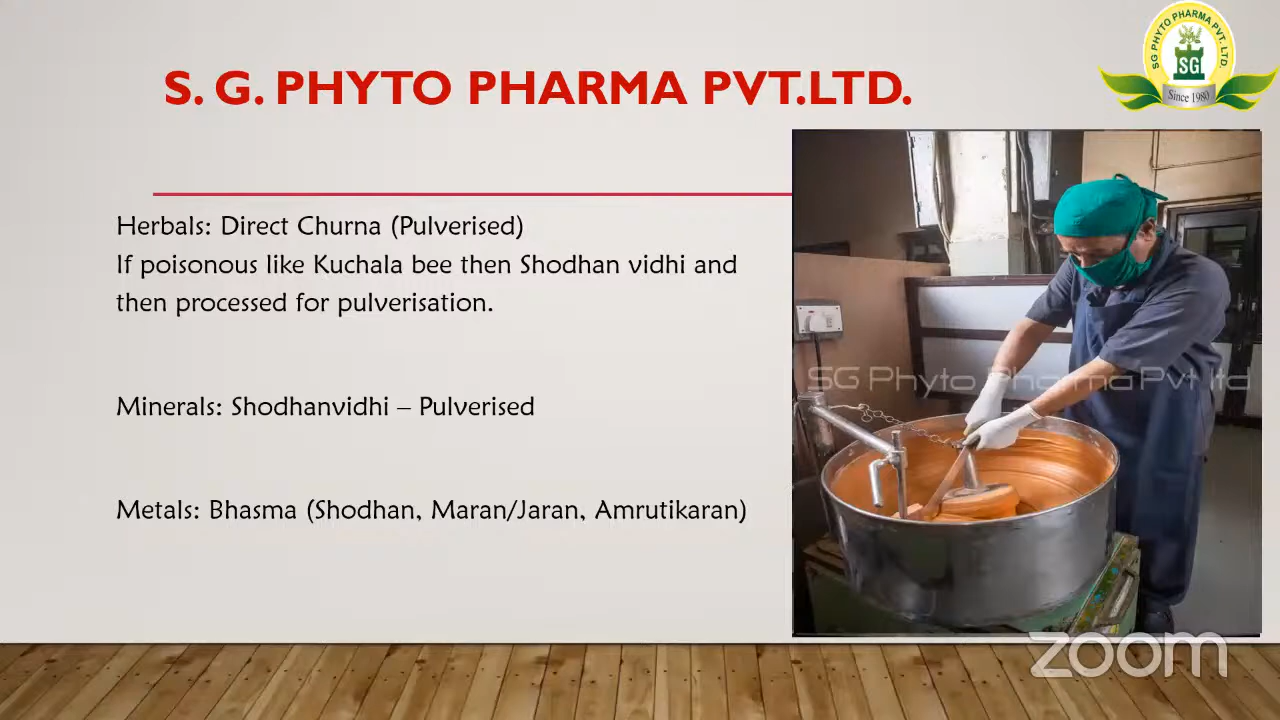 S. G. PHYTO PHARMA PVT.LTD.
SG PHYTO PHARMA PVT. LTD.
SGI
Since 1980
Herbals: Direct Churna (Pulverised)
If poisonous like Kuchala bee then Shodhan vidhi and
then processed for pulverisation.
Minerals: Shodhanvidhi – Pulverised
Metals: Bhasma (Shodhan, Maran/Jaran, Amrutikaran)
SG Phyto Pharma Pvt ltd
zoom